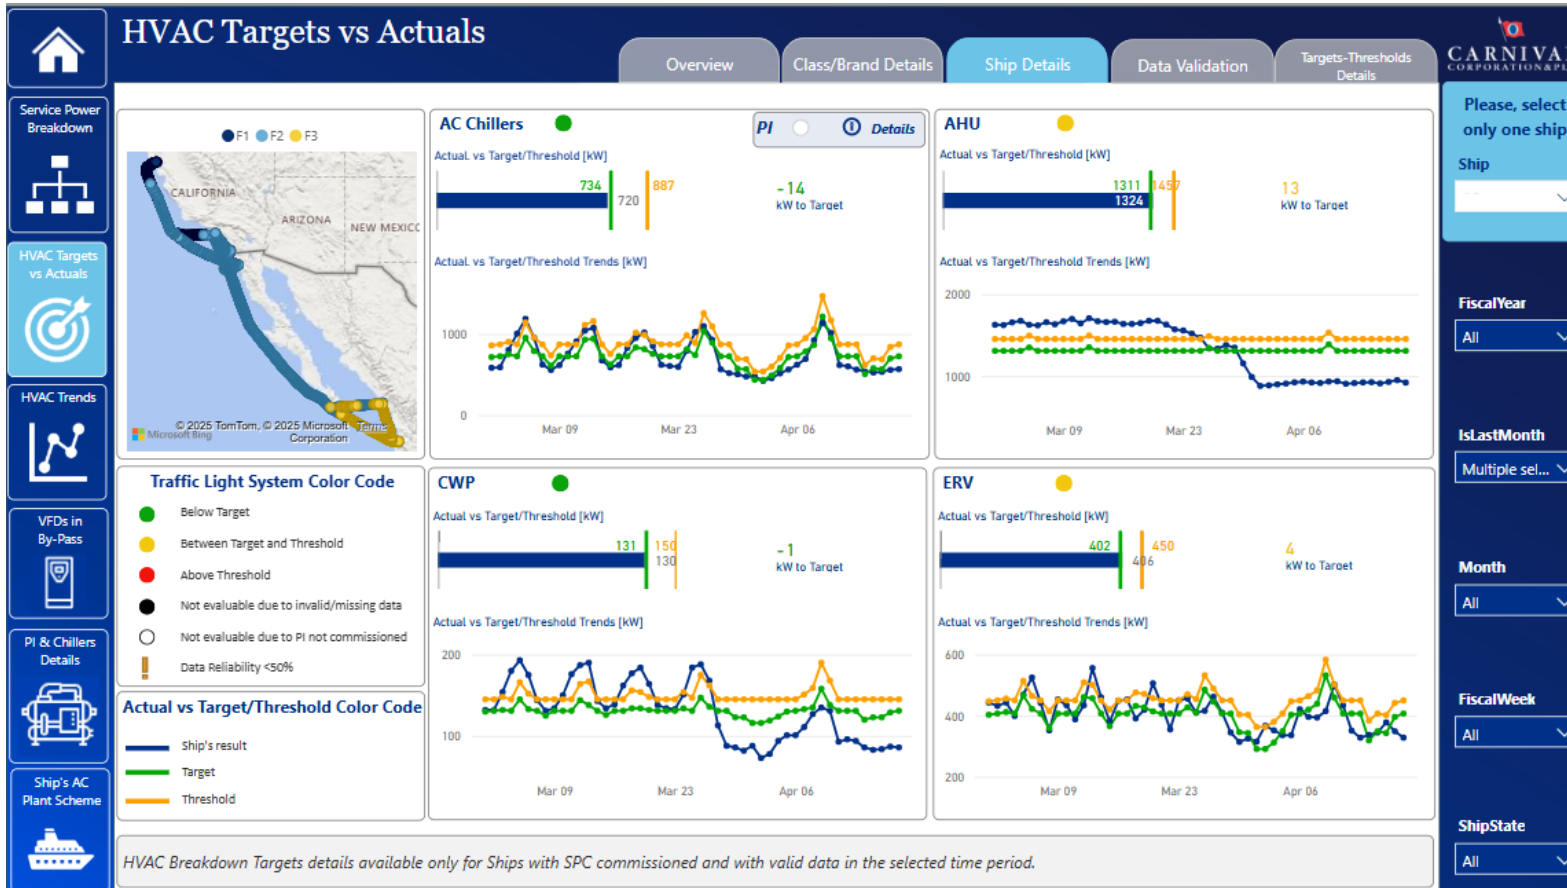 HVAC Targets vs Actuals
Overview
Class/Brand Details
Ship Details
Data Validation
Targets-Thresholds
Details
CARNIVAL
CORPORATION&PL
Service Power
Breakdown
HVAC Targets
vs Actuals
HVAC Trends
VFDs in
By-Pass
PI & Chillers
Details
Ship's AC
Plant Scheme
F1 F2 F3
CALIFORNIA
ARIZONA
NEW MEXICO
© 2025 TomTom, © 2025 Microsoft Corporation Terms
Microsoft Bing
Traffic Light System Color Code
Below Target
Between Target and Threshold
Above Threshold
Not evaluable due to invalid/missing data
Not evaluable due to PI not commissioned
Data Reliability <50%
Actual vs Target/Threshold Color Code
Ship's result
Target
Threshold
AC Chillers
PI
Details
Actual vs Target/Threshold [kW]
734
887
720
-14
kW to Target
Actual vs Target/Threshold Trends [kW]
1000
0
Mar 09
Mar 23
Apr 06
AHU
Actual vs Target/Threshold [kW]
1311
1457
1324
13
kW to Target
Actual vs Target/Threshold Trends [kW]
2000
1000
Mar 09
Mar 23
Apr 06
CWP
Actual vs Target/Threshold [kW]
131
150
130
-1
kW to Target
Actual vs Target/Threshold Trends [kW]
200
100
Mar 09
Mar 23
Apr 06
ERV
Actual vs Target/Threshold [kW]
402
450
406
4
kW to Target
Actual vs Target/Threshold Trends [kW]
600
400
200
Mar 09
Mar 23
Apr 06
HVAC Breakdown Targets details available only for Ships with SPC commissioned and with valid data in the selected time period.
Please, select
only one ship
Ship
FiscalYear
All
IsLastMonth
Multiple sel...
Month
All
FiscalWeek
All
ShipState
All